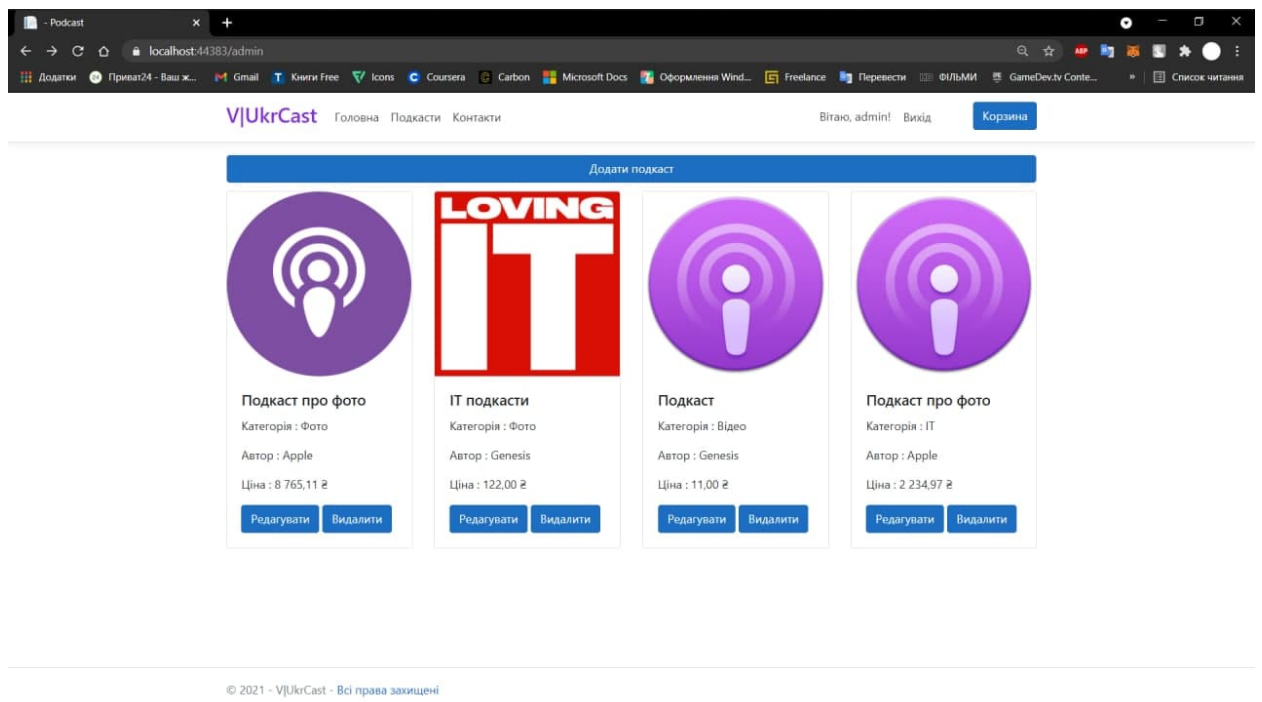 - Podcast
localhost:44383/admin
ABP
Додатки Приват24 - Ваш ж... Gmail Книги Free Icons Coursera Carbon Microsoft Docs Оформлення Wind... Freelance Перевести ФІЛЬМИ GameDev.tv Conte... » Список читання
V|UkrCast Головна Подкасти Контакти Вітаю, admin! Вихід Корзина
Додати подкаст
LOVING
IT
Подкаст про фото IT подкасти Подкаст Подкаст про фото
Категорія : Фото Категорія : Фото Категорія : Відео Категорія : IT
Автор : Apple Автор : Genesis Автор : Genesis Автор : Apple
Ціна : 8 765,11 ₴ Ціна : 122,00 ₴ Ціна : 11,00 ₴ Ціна : 2 234,97 ₴
Редагувати Видалити Редагувати Видалити Редагувати Видалити Редагувати Видалити
© 2021 - V|UkrCast - Всі права захищені